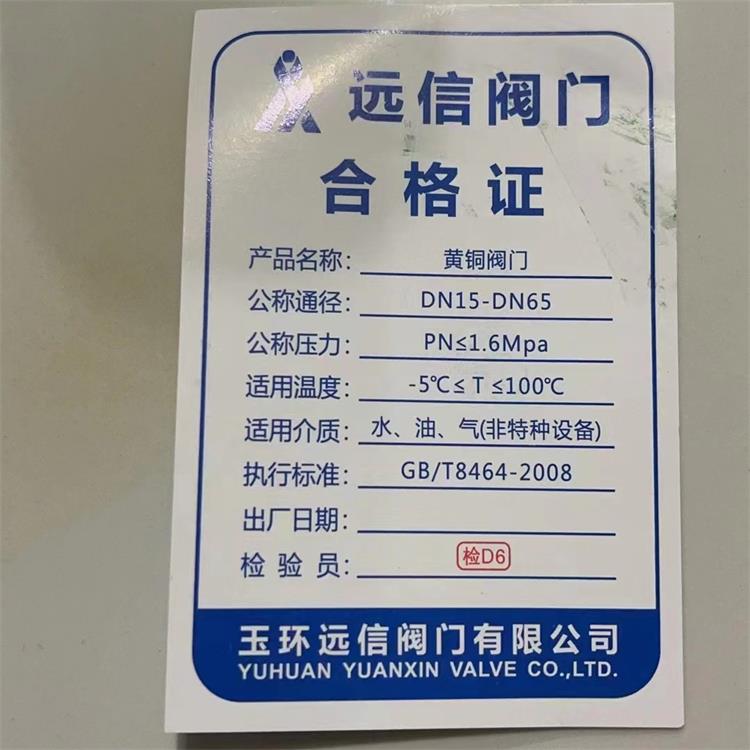 远信阀门
合格证
产品名称： 黄铜阀门
公称通径： DN15-DN65
公称压力： PN≤1.6Mpa
适用温度： -5℃≤ T ≤100℃
适用介质： 水、油、气(非特种设备)
执行标准： GB/T8464-2008
出厂日期：
检 验 员： 检D6
玉环远信阀门有限公司
YUHUAN YUANXIN VALVE CO.,LTD.